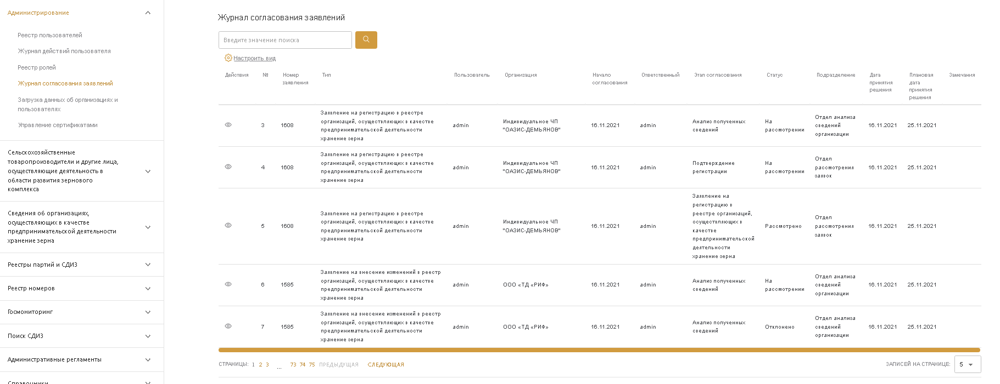 Администрирование
Реестр пользователей
Журнал действий пользователя
Реестр ролей
Журнал согласования заявлений
Загрузка данных об организациях и
пользователях
Управление сертификатами
Сельскохозяйственные
товаропроизводители и другие лица,
осуществляющие деятельность в
области развития зернового
комплекса
Сведения об организациях,
осуществляющих в качестве
предпринимательской деятельности
хранение зерна
Реестры партий и СДИЗ
Реестр номеров
Госмониторинг
Поиск СДИЗ
Административные регламенты
Справочники
Журнал согласования заявлений
Введите значение поиска
Настроить вид
Действия
№
Номер
заявления
Тип
Пользователь
Организация
Начало
согласования
Ответственный
Этап согласования
Статус
Подразделение
Дата
принятия
решения
Плановая
дата
принятия
решения
Замечания
3
1608
Заявление на регистрацию в реестре
организаций, осуществляющих в качестве
предпринимательской деятельности
хранение зерна
admin
Индивидуальное ЧП
"ОАЗИС-ДЕМЬЯНОВ"
16.11.2021
admin
Анализ полученных
сведений
На
рассмотрении
Отдел анализа
сведений
организации
16.11.2021
25.11.2021
4
1608
Заявление на регистрацию в реестре
организаций, осуществляющих в качестве
предпринимательской деятельности
хранение зерна
admin
Индивидуальное ЧП
"ОАЗИС-ДЕМЬЯНОВ"
16.11.2021
admin
Подтверждение
регистрации
На
рассмотрении
Отдел
рассмотрения
заявок
16.11.2021
25.11.2021
5
1608
Заявление на регистрацию в реестре
организаций, осуществляющих в качестве
предпринимательской деятельности
хранение зерна
admin
Индивидуальное ЧП
"ОАЗИС-ДЕМЬЯНОВ"
16.11.2021
admin
Заявление на
регистрацию в
реестре организаций,
осуществляющих в
качестве
предпринимательской
деятельности
хранение зерна
Рассмотрено
Отдел
рассмотрения
заявок
16.11.2021
25.11.2021
6
1585
Заявление на внесение изменений в реестр
организаций, осуществляющих в качестве
предпринимательской деятельности
хранение зерна
admin
ООО «ТД «РИФ»
16.11.2021
admin
Анализ полученных
сведений
На
рассмотрении
Отдел анализа
сведений
организации
16.11.2021
25.11.2021
7
1585
Заявление на внесение изменений в реестр
организаций, осуществляющих в качестве
предпринимательской деятельности
хранение зерна
admin
ООО «ТД «РИФ»
16.11.2021
admin
Анализ полученных
сведений
Отклонено
Отдел анализа
сведений
организации
16.11.2021
25.11.2021
СТРАНИЦЫ: 1 2 3 ... 73 74 75 ПРЕДЫДУЩАЯ СЛЕДУЮЩАЯ
ЗАПИСЕЙ НА СТРАНИЦЕ: 5